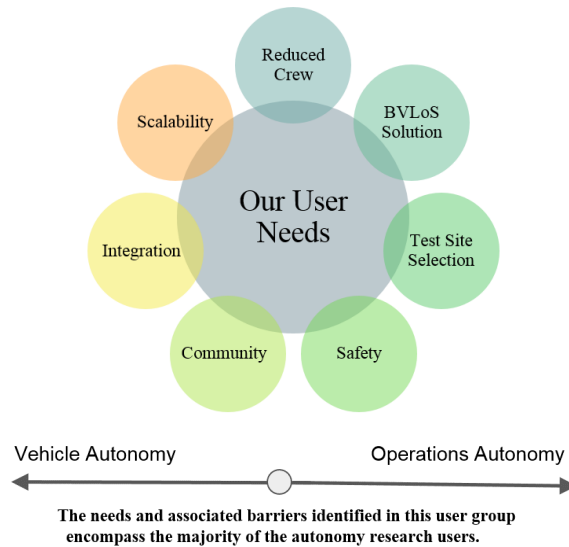 Reduced
Crew
Scalability
BVLoS
Solution
Our User
Needs
Integration
Test Site
Selection
Community
Safety
Vehicle Autonomy
Operations Autonomy
The needs and associated barriers identified in this user group
encompass the majority of the autonomy research users.